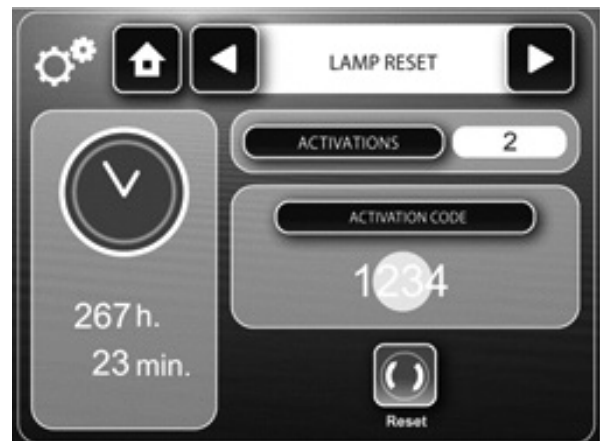 LAMP RESET
ACTIVATIONS 2
ACTIVATION CODE
1234
267 h.
23 min.
Reset